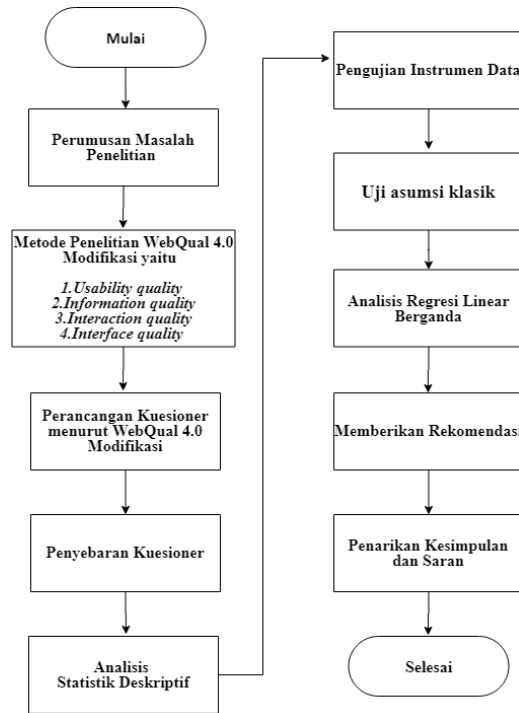 Mulai
Perumusan Masalah
Penelitian
Metode Penelitian WebQual 4.0
Modifikasi yaitu
1.Usability quality
2.Information quality
3.Interaction quality
4.Interface quality
Perancangan Kuesioner
menurut WebQual 4.0
Modifikasi
Penyebaran Kuesioner
Analisis
Statistik Deskriptif
Pengujian Instrumen Data
Uji asumsi klasik
Analisis Regresi Linear
Berganda
Memberikan Rekomendasi
Penarikan Kesimpulan
dan Saran
Selesai